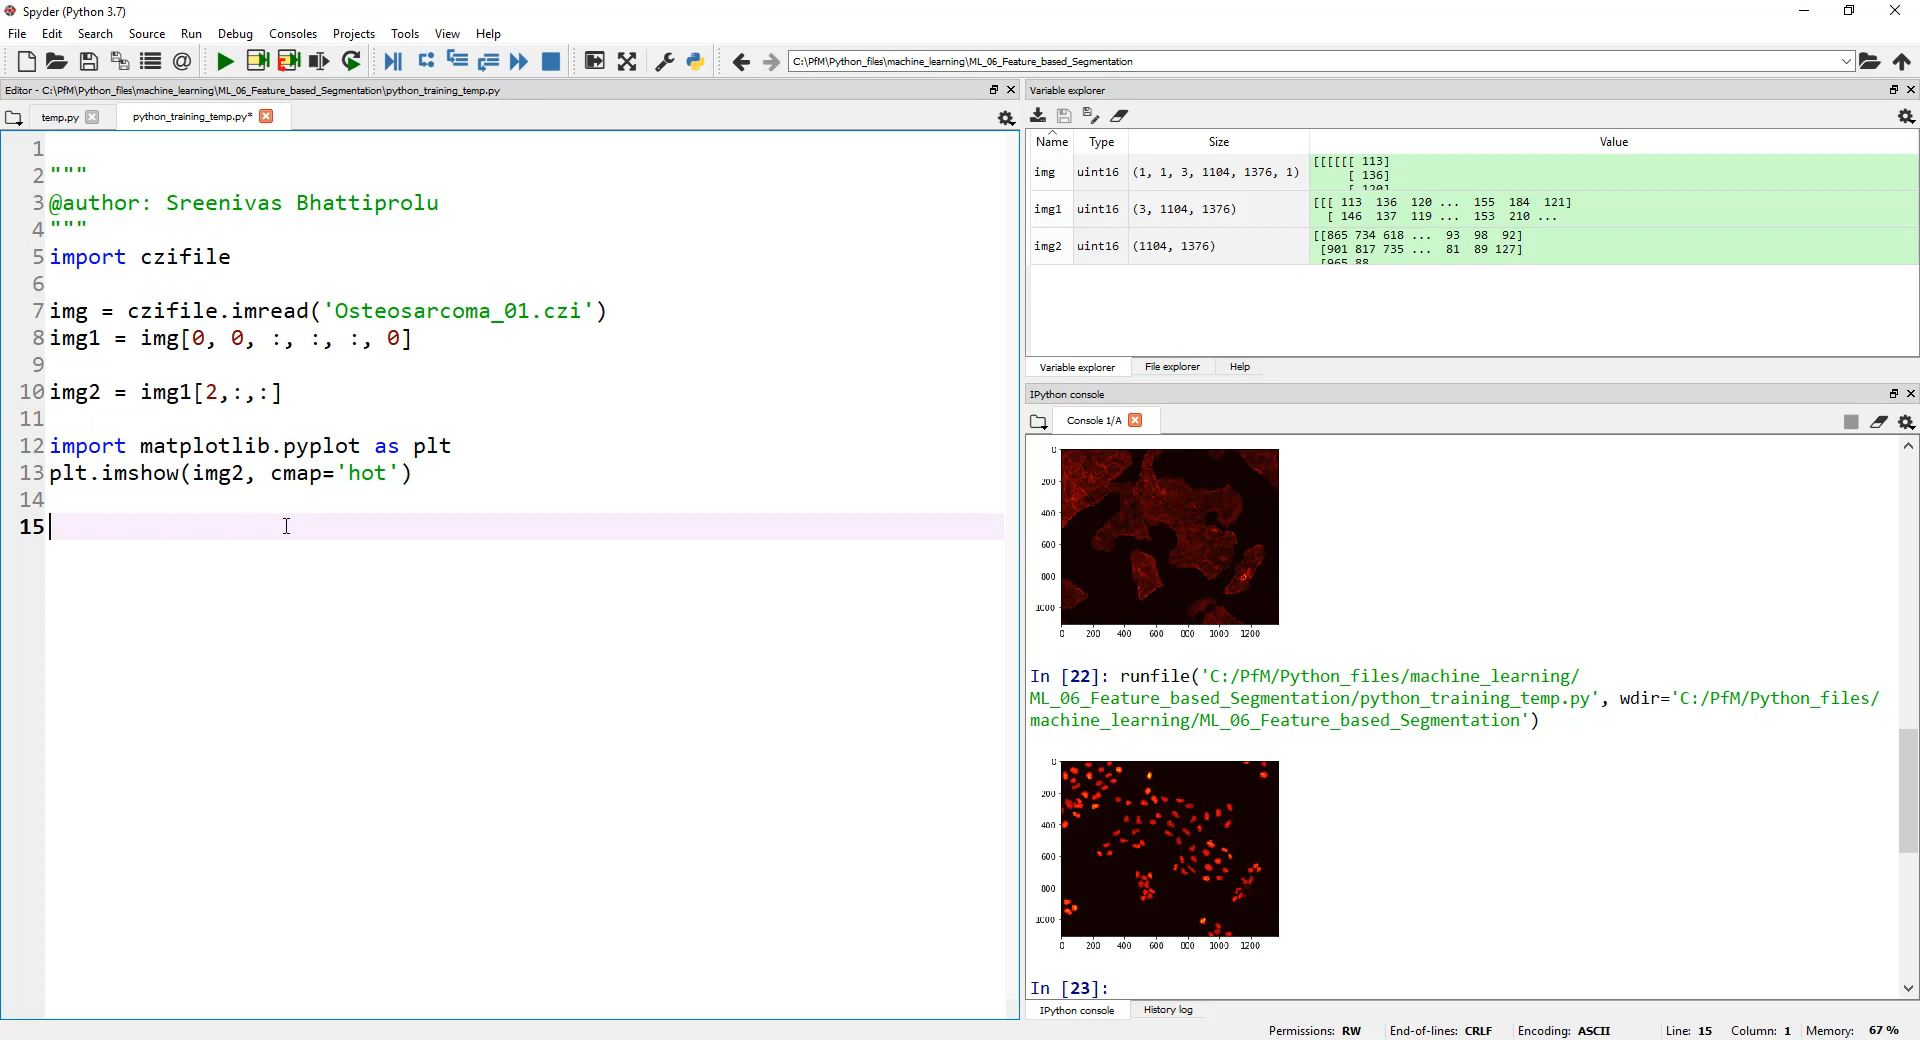 Spyder (Python 3.7)
File Edit Search Source Run Debug Consoles Projects Tools View Help
C:\PfM\Python_files\machine_learning\ML_06_Feature_based_Segmentation
Editor - C:\PfM\Python_files\machine_learning\ML_06_Feature_based_Segmentation\python_training_temp.py
temp.py python_training_temp.py*
1
2 """
3 @author: Sreenivas Bhattiprolu
4 """
5 import czifile
6
7 img = czifile.imread('Osteosarcoma_01.czi')
8 img1 = img[0, 0, :, :, :, 0]
9
10 img2 = img1[2,:,:]
11
12 import matplotlib.pyplot as plt
13 plt.imshow(img2, cmap='hot')
14
15
Variable explorer
Name Type Size Value
img uint16 (1, 1, 3, 1104, 1376, 1) [[[[[[ 113]
[ 136]
[ 120]
img1 uint16 (3, 1104, 1376) [[[ 113 136 120 ... 155 184 121]
[ 146 137 119 ... 153 210 ...
img2 uint16 (1104, 1376) [[865 734 618 ... 93 98 92]
[901 817 735 ... 81 89 127]
[965 88
Variable explorer File explorer Help
IPython console
Console 1/A
0
200
400
600
800
1000
0 200 400 600 800 1000 1200
In [22]: runfile('C:/PfM/Python_files/machine_learning/
ML_06_Feature_based_Segmentation/python_training_temp.py', wdir='C:/PfM/Python_files/
machine_learning/ML_06_Feature_based_Segmentation')
0
200
400
600
800
1000
0 200 400 600 800 1000 1200
In [23]:
IPython console History log
Permissions: RW End-of-lines: CRLF Encoding: ASCII Line: 15 Column: 1 Memory: 67 %